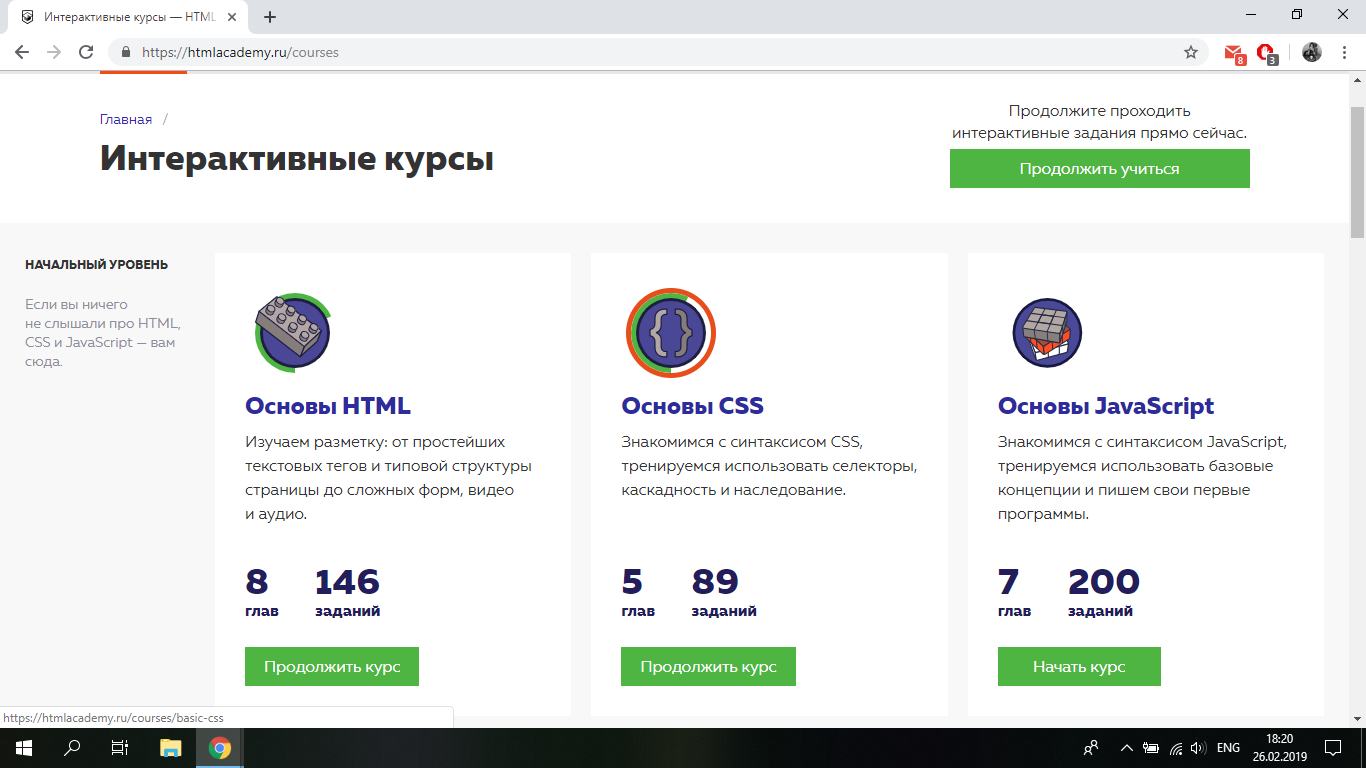 Интерактивные курсы — HTML
https://htmlacademy.ru/courses
8
3
Главная /
Интерактивные курсы
Продолжите проходить
интерактивные задания прямо сейчас.
Продолжить учиться
НАЧАЛЬНЫЙ УРОВЕНЬ
Если вы ничего
не слышали про HTML,
CSS и JavaScript — вам
сюда.
Основы HTML
Изучаем разметку: от простейших
текстовых тегов и типовой структуры
страницы до сложных форм, видео
и аудио.
8 146
глав заданий
Продолжить курс
Основы CSS
Знакомимся с синтаксисом CSS,
тренируемся использовать селекторы,
каскадность и наследование.
5 89
глав заданий
Продолжить курс
Основы JavaScript
Знакомимся с синтаксисом JavaScript,
тренируемся использовать базовые
концепции и пишем свои первые
программы.
7 200
глав заданий
Начать курс
https://htmlacademy.ru/courses/basic-css
ENG
18:20
26.02.2019